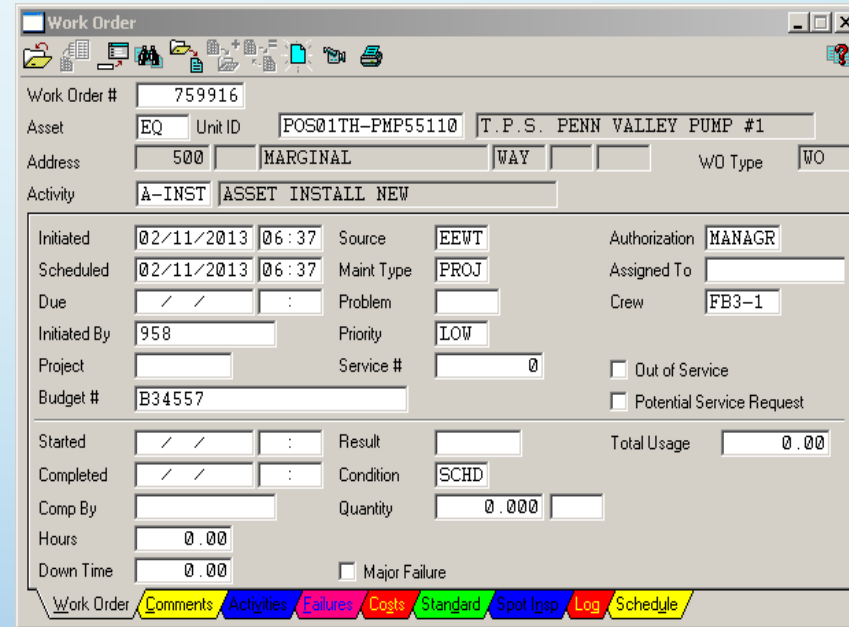 Work Order
Work Order # 759916
Asset EQ Unit ID POS01TH-PMP55110 T.P.S. PENN VALLEY PUMP #1
Address 500 MARGINAL WAY WO Type WO
Activity A-INST ASSET INSTALL NEW
Initiated 02/11/2013 06:37 Source EEWT Authorization MANAGR
Scheduled 02/11/2013 06:37 Maint Type PROJ Assigned To
Due / / : Problem Crew FB3-1
Initiated By 958 Priority LOW
Project Service # 0 Out of Service
Budget # B34557 Potential Service Request
Started / / : Result Total Usage 0.00
Completed / / : Condition SCHD
Comp By Quantity 0.000
Hours 0.00
Down Time 0.00 Major Failure
Work Order Comments Activities Failures Costs Standard Spot Insp Log Schedule